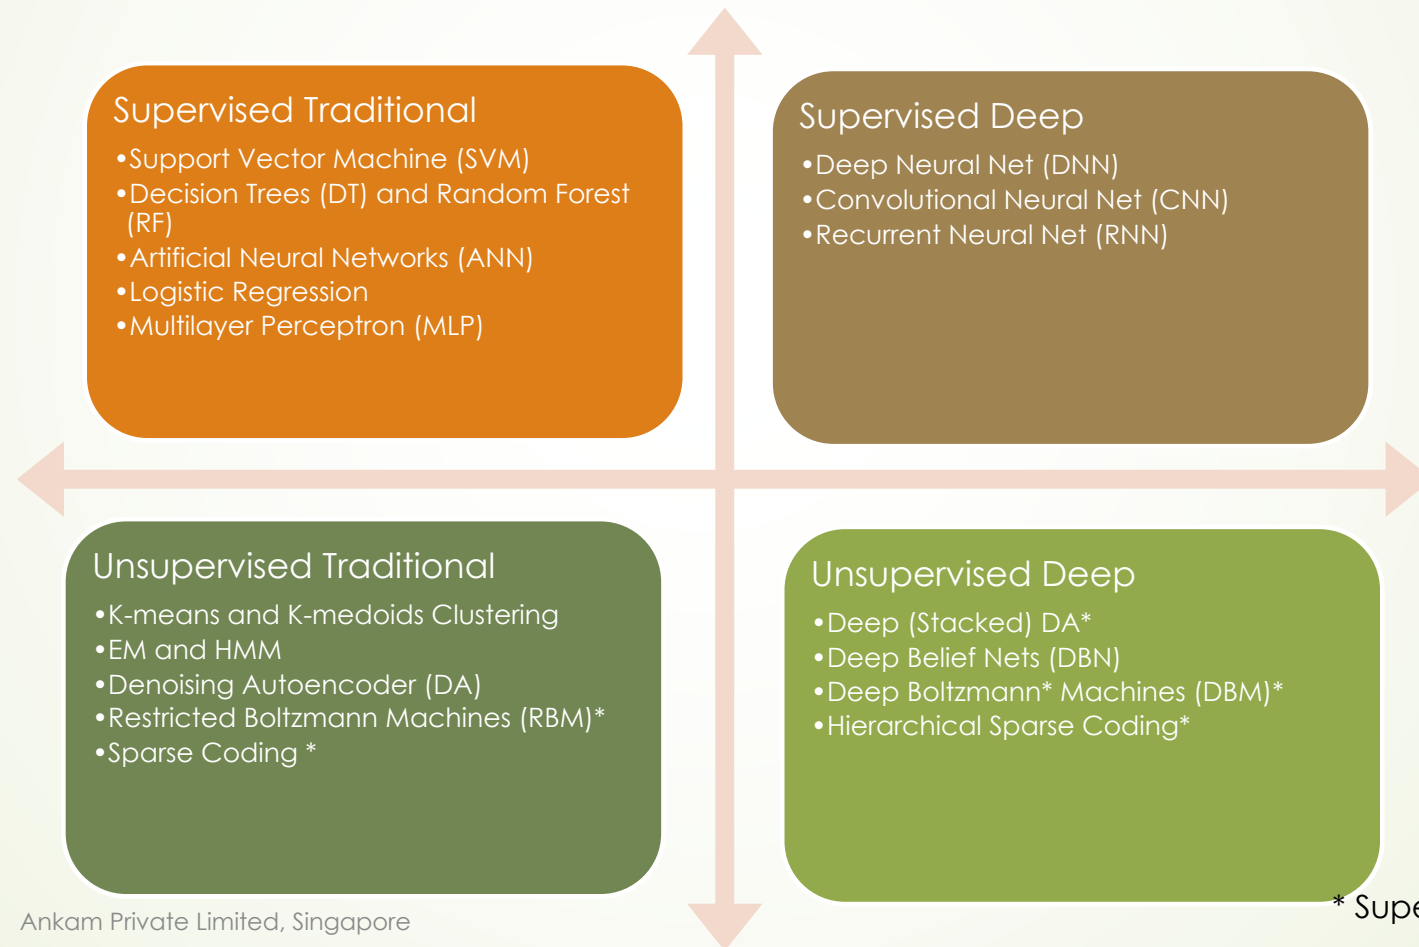 Supervised Traditional
•Support Vector Machine (SVM)
•Decision Trees (DT) and Random Forest
(RF)
•Artificial Neural Networks (ANN)
•Logistic Regression
•Multilayer Perceptron (MLP)
Supervised Deep
•Deep Neural Net (DNN)
•Convolutional Neural Net (CNN)
•Recurrent Neural Net (RNN)
Unsupervised Traditional
•K-means and K-medoids Clustering
•EM and HMM
•Denoising Autoencoder (DA)
•Restricted Boltzmann Machines (RBM)*
•Sparse Coding *
Unsupervised Deep
•Deep (Stacked) DA*
•Deep Belief Nets (DBN)
•Deep Boltzmann* Machines (DBM)*
•Hierarchical Sparse Coding*
Ankam Private Limited, Singapore
*